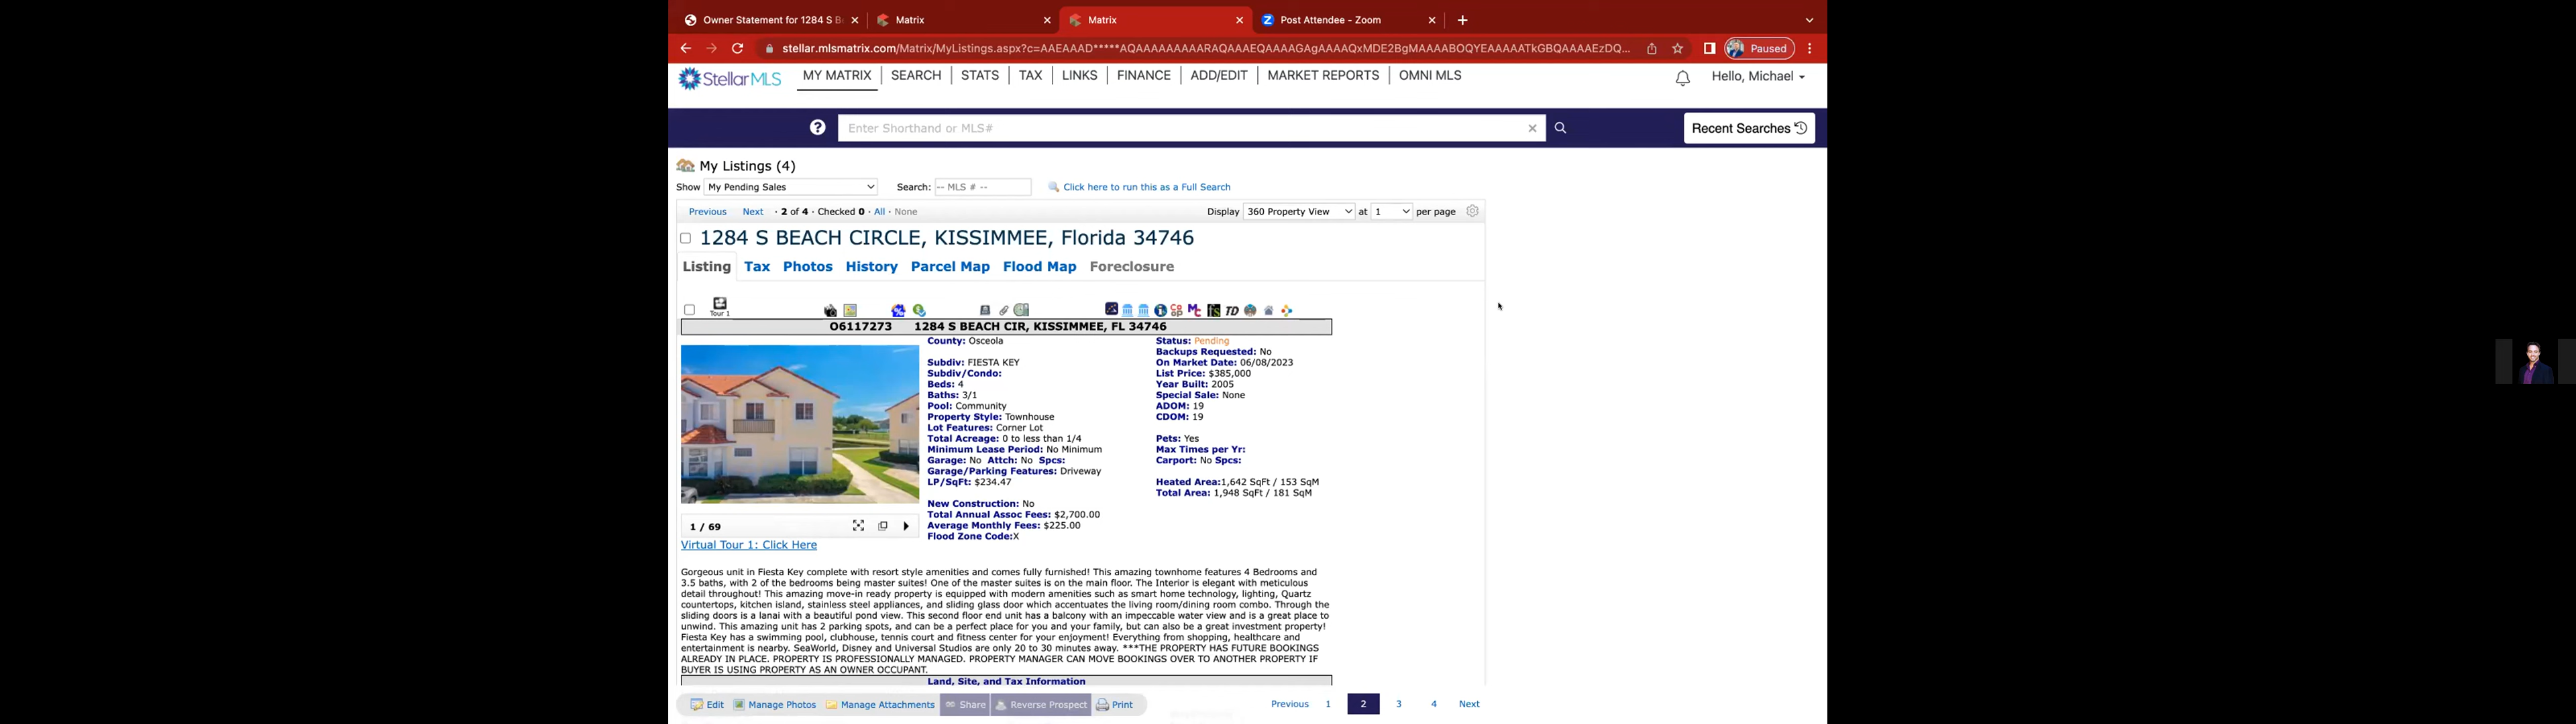 Owner Statement for 1284 S B
Matrix
Matrix
Post Attendee - Zoom
stellar.mlsmatrix.com/Matrix/MyListings.aspx?c=AAEAAAD*****AQAAAAAAAAARAQAAAEQAAAAGAgAAAAQxMDE2BgMAAAABOQYEAAAAATkGBQAAAAEzDQ...
Paused
StellarMLS
MY MATRIX
SEARCH
STATS
TAX
LINKS
FINANCE
ADD/EDIT
MARKET REPORTS
OMNI MLS
Hello, Michael
Enter Shorthand or MLS#
Recent Searches
My Listings (4)
Show My Pending Sales Search: -- MLS # -- Click here to run this as a Full Search
Previous Next · 2 of 4 · Checked 0 · All · None Display 360 Property View at 1 per page
1284 S BEACH CIRCLE, KISSIMMEE, Florida 34746
Listing Tax Photos History Parcel Map Flood Map Foreclosure
Tour 1
O6117273 1284 S BEACH CIR, KISSIMMEE, FL 34746
County: Osceola
Subdiv: FIESTA KEY
Subdiv/Condo:
Beds: 4
Baths: 3/1
Pool: Community
Property Style: Townhouse
Lot Features: Corner Lot
Total Acreage: 0 to less than 1/4
Minimum Lease Period: No Minimum
Garage: No Attch: No Spcs:
Garage/Parking Features: Driveway
LP/SqFt: $234.47
New Construction: No
Total Annual Assoc Fees: $2,700.00
Average Monthly Fees: $225.00
Flood Zone Code:X
Status: Pending
Backups Requested: No
On Market Date: 06/08/2023
List Price: $385,000
Year Built: 2005
Special Sale: None
ADOM: 19
CDOM: 19
Pets: Yes
Max Times per Yr:
Carport: No Spcs:
Heated Area:1,642 SqFt / 153 SqM
Total Area: 1,948 SqFt / 181 SqM
1 / 69
Virtual Tour 1: Click Here
Gorgeous unit in Fiesta Key complete with resort style amenities and comes fully furnished! This amazing townhome features 4 Bedrooms and
3.5 baths, with 2 of the bedrooms being master suites! One of the master suites is on the main floor. The Interior is elegant with meticulous
detail throughout! This amazing move-in ready property is equipped with modern amenities such as smart home technology, lighting, Quartz
countertops, kitchen island, stainless steel appliances, and sliding glass door which accentuates the living room/dining room combo. Through the
sliding doors is a lanai with a beautiful pond view. This second floor end unit has a balcony with an impeccable water view and is a great place to
unwind. This amazing unit has 2 parking spots, and can be a perfect place for you and your family, but can also be a great investment property!
Fiesta Key has a swimming pool, clubhouse, tennis court and fitness center for your enjoyment! Everything from shopping, healthcare and
entertainment is nearby. SeaWorld, Disney and Universal Studios are only 20 to 30 minutes away. ***THE PROPERTY HAS FUTURE BOOKINGS
ALREADY IN PLACE. PROPERTY IS PROFESSIONALLY MANAGED. PROPERTY MANAGER CAN MOVE BOOKINGS OVER TO ANOTHER PROPERTY IF
BUYER IS USING PROPERTY AS AN OWNER OCCUPANT.
Land, Site, and Tax Information
Edit Manage Photos Manage Attachments Share Reverse Prospect Print
Previous 1 2 3 4 Next